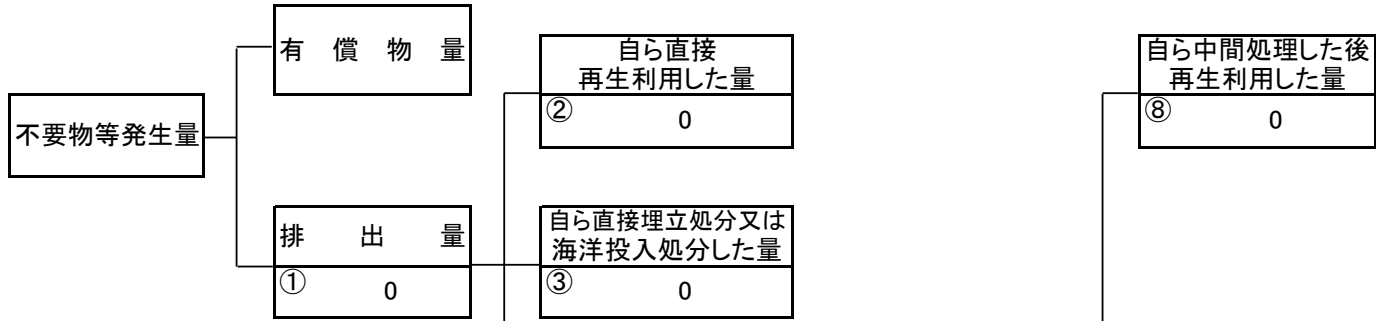 有償物量
自ら直接
再生利用した量
② 0
自ら中間処理した後
再生利用した量
⑧ 0
不要物等発生量
排出量
① 0
自ら直接埋立処分又は
海洋投入処分した量
③ 0